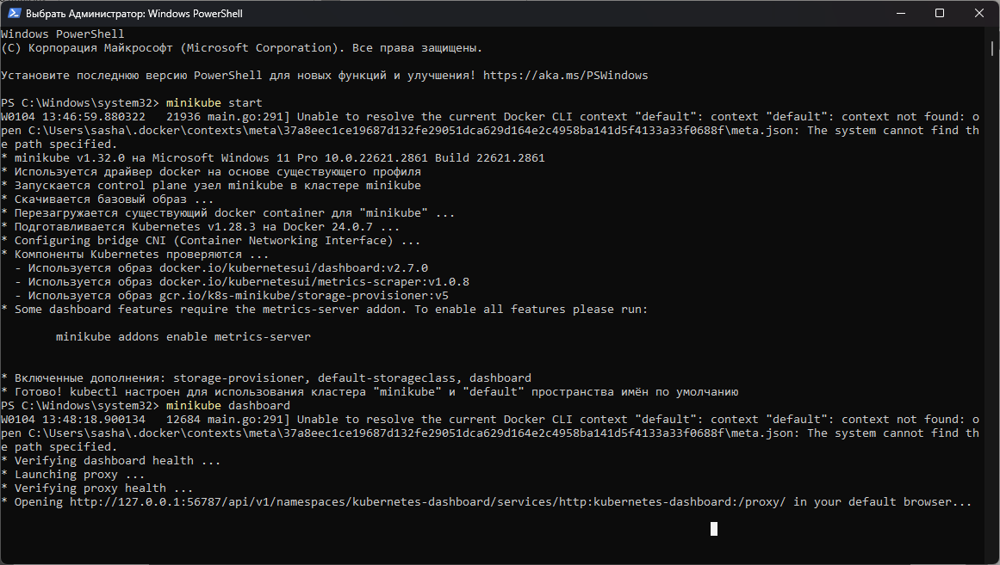 Выбрать Администратор: Windows PowerShell
Windows PowerShell
(C) Корпорация Майкрософт (Microsoft Corporation). Все права защищены.
Установите последнюю версию PowerShell для новых функций и улучшения! https://aka.ms/PSWindows
PS C:\Windows\system32> minikube start
W0104 13:46:59.880322   21936 main.go:291] Unable to resolve the current Docker CLI context "default": context "default": context not found: o
pen C:\Users\sasha\.docker\contexts\meta\37a8eec1ce19687d132fe29051dca629d164e2c4958ba141d5f4133a33f0688f\meta.json: The system cannot find th
e path specified.
* minikube v1.32.0 на Microsoft Windows 11 Pro 10.0.22621.2861 Build 22621.2861
* Используется драйвер docker на основе существующего профиля
* Запускается control plane узел minikube в кластере minikube
* Скачивается базовый образ ...
* Перезагружается существующий docker container для "minikube" ...
* Подготавливается Kubernetes v1.28.3 на Docker 24.0.7 ...
* Configuring bridge CNI (Container Networking Interface) ...
* Компоненты Kubernetes проверяются ...
  - Используется образ docker.io/kubernetesui/dashboard:v2.7.0
  - Используется образ docker.io/kubernetesui/metrics-scraper:v1.0.8
  - Используется образ gcr.io/k8s-minikube/storage-provisioner:v5
* Some dashboard features require the metrics-server addon. To enable all features please run:
        minikube addons enable metrics-server
* Включенные дополнения: storage-provisioner, default-storageclass, dashboard
* Готово! kubectl настроен для использования кластера "minikube" и "default" пространства имён по умолчанию
PS C:\Windows\system32> minikube dashboard
W0104 13:48:18.900134   12684 main.go:291] Unable to resolve the current Docker CLI context "default": context "default": context not found: o
pen C:\Users\sasha\.docker\contexts\meta\37a8eec1ce19687d132fe29051dca629d164e2c4958ba141d5f4133a33f0688f\meta.json: The system cannot find th
e path specified.
* Verifying dashboard health ...
* Launching proxy ...
* Verifying proxy health ...
* Opening http://127.0.0.1:56787/api/v1/namespaces/kubernetes-dashboard/services/http:kubernetes-dashboard:/proxy/ in your default browser...